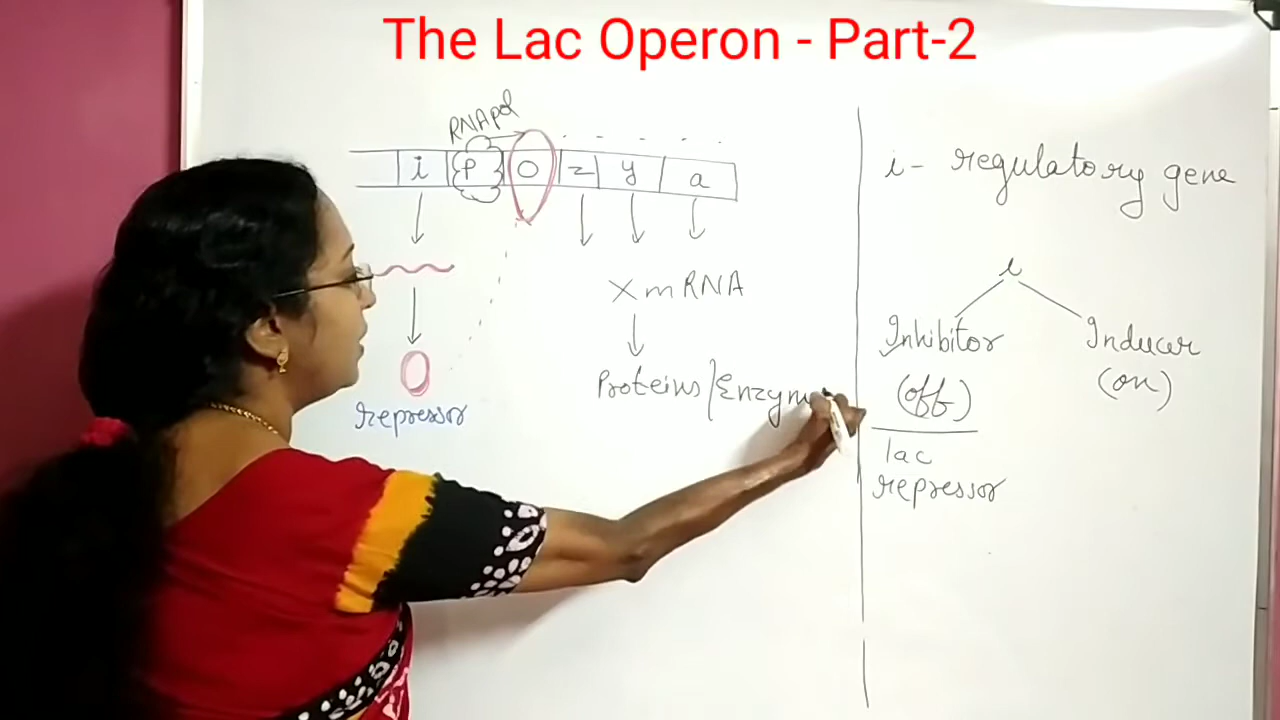 The Lac Operon - Part-2
RNApol
i P O z y a
X mRNA
Proteins/Enzym
repressor
i - regulatory gene
i
Inhibitor Inducer
(off) (on)
lac
repressor